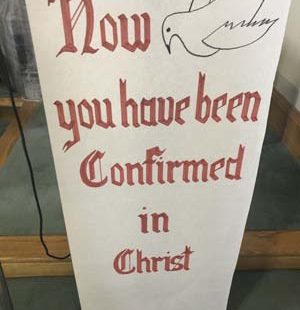 Now
you have been
Confirmed
in
Christ